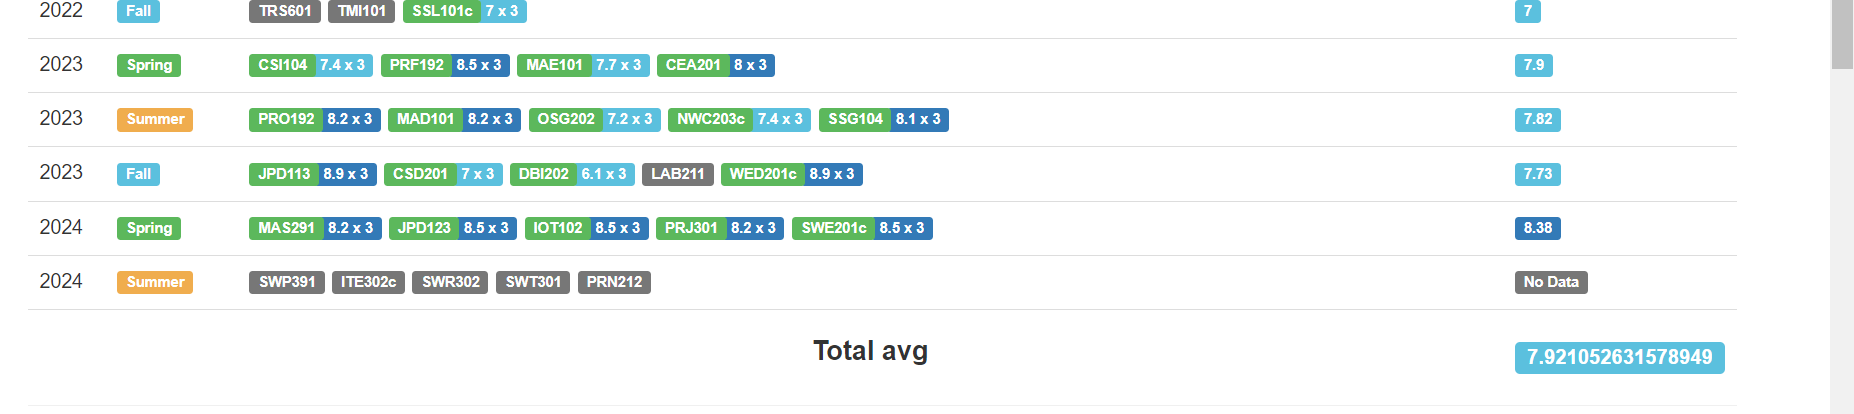 2022 Fall TRS601 TMI101 SSL101c 7 x 3 7
2023 Spring CSI104 7.4 x 3 PRF192 8.5 x 3 MAE101 7.7 x 3 CEA201 8 x 3 7.9
2023 Summer PRO192 8.2 x 3 MAD101 8.2 x 3 OSG202 7.2 x 3 NWC203c 7.4 x 3 SSG104 8.1 x 3 7.82
2023 Fall JPD113 8.9 x 3 CSD201 7 x 3 DBI202 6.1 x 3 LAB211 WED201c 8.9 x 3 7.73
2024 Spring MAS291 8.2 x 3 JPD123 8.5 x 3 IOT102 8.5 x 3 PRJ301 8.2 x 3 SWE201c 8.5 x 3 8.38
2024 Summer SWP391 ITE302c SWR302 SWT301 PRN212 No Data
Total avg 7.921052631578949